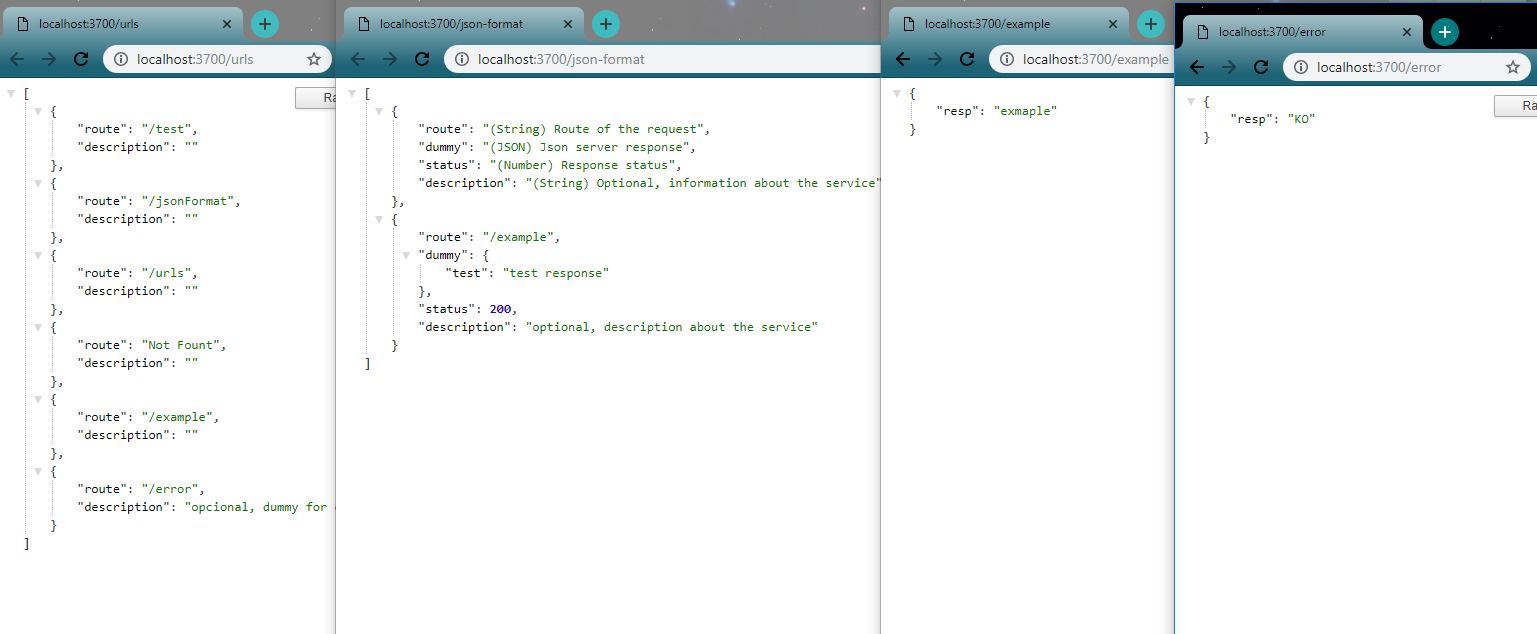 localhost:3700/urls
localhost:3700/urls
Ra
[
{
"route": "/test",
"description": ""
},
{
"route": "/jsonFormat",
"description": ""
},
{
"route": "/urls",
"description": ""
},
{
"route": "Not Fount",
"description": ""
},
{
"route": "/example",
"description": ""
},
{
"route": "/error",
"description": "opcional, dummy for
}
]
localhost:3700/json-format
localhost:3700/json-format
[
{
"route": "(String) Route of the request",
"dummy": "(JSON) Json server response",
"status": "(Number) Response status",
"description": "(String) Optional, information about the service"
},
{
"route": "/example",
"dummy": {
"test": "test response"
},
"status": 200,
"description": "optional, description about the service"
}
]
localhost:3700/example
localhost:3700/example
{
"resp": "exmaple"
}
localhost:3700/error
localhost:3700/error
Ra
{
"resp": "KO"
}